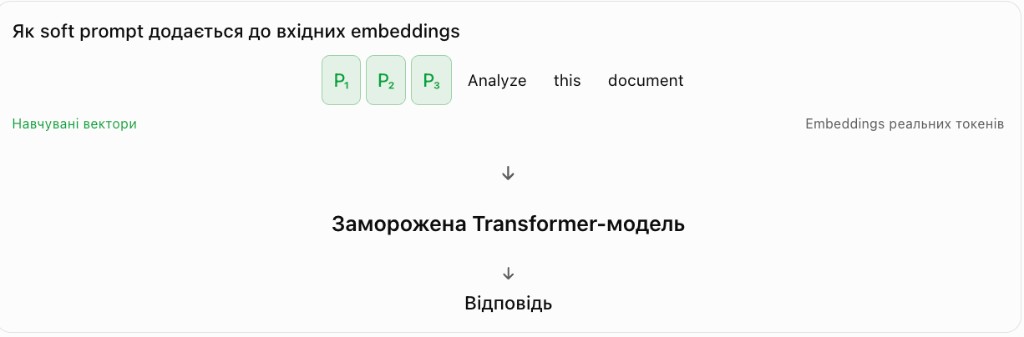 Як soft prompt додається до вхідних embeddings
P₁ P₂ P₃ Analyze this document
Навчувані вектори Embeddings реальних токенів
↓
Заморожена Transformer-модель
↓
Відповідь